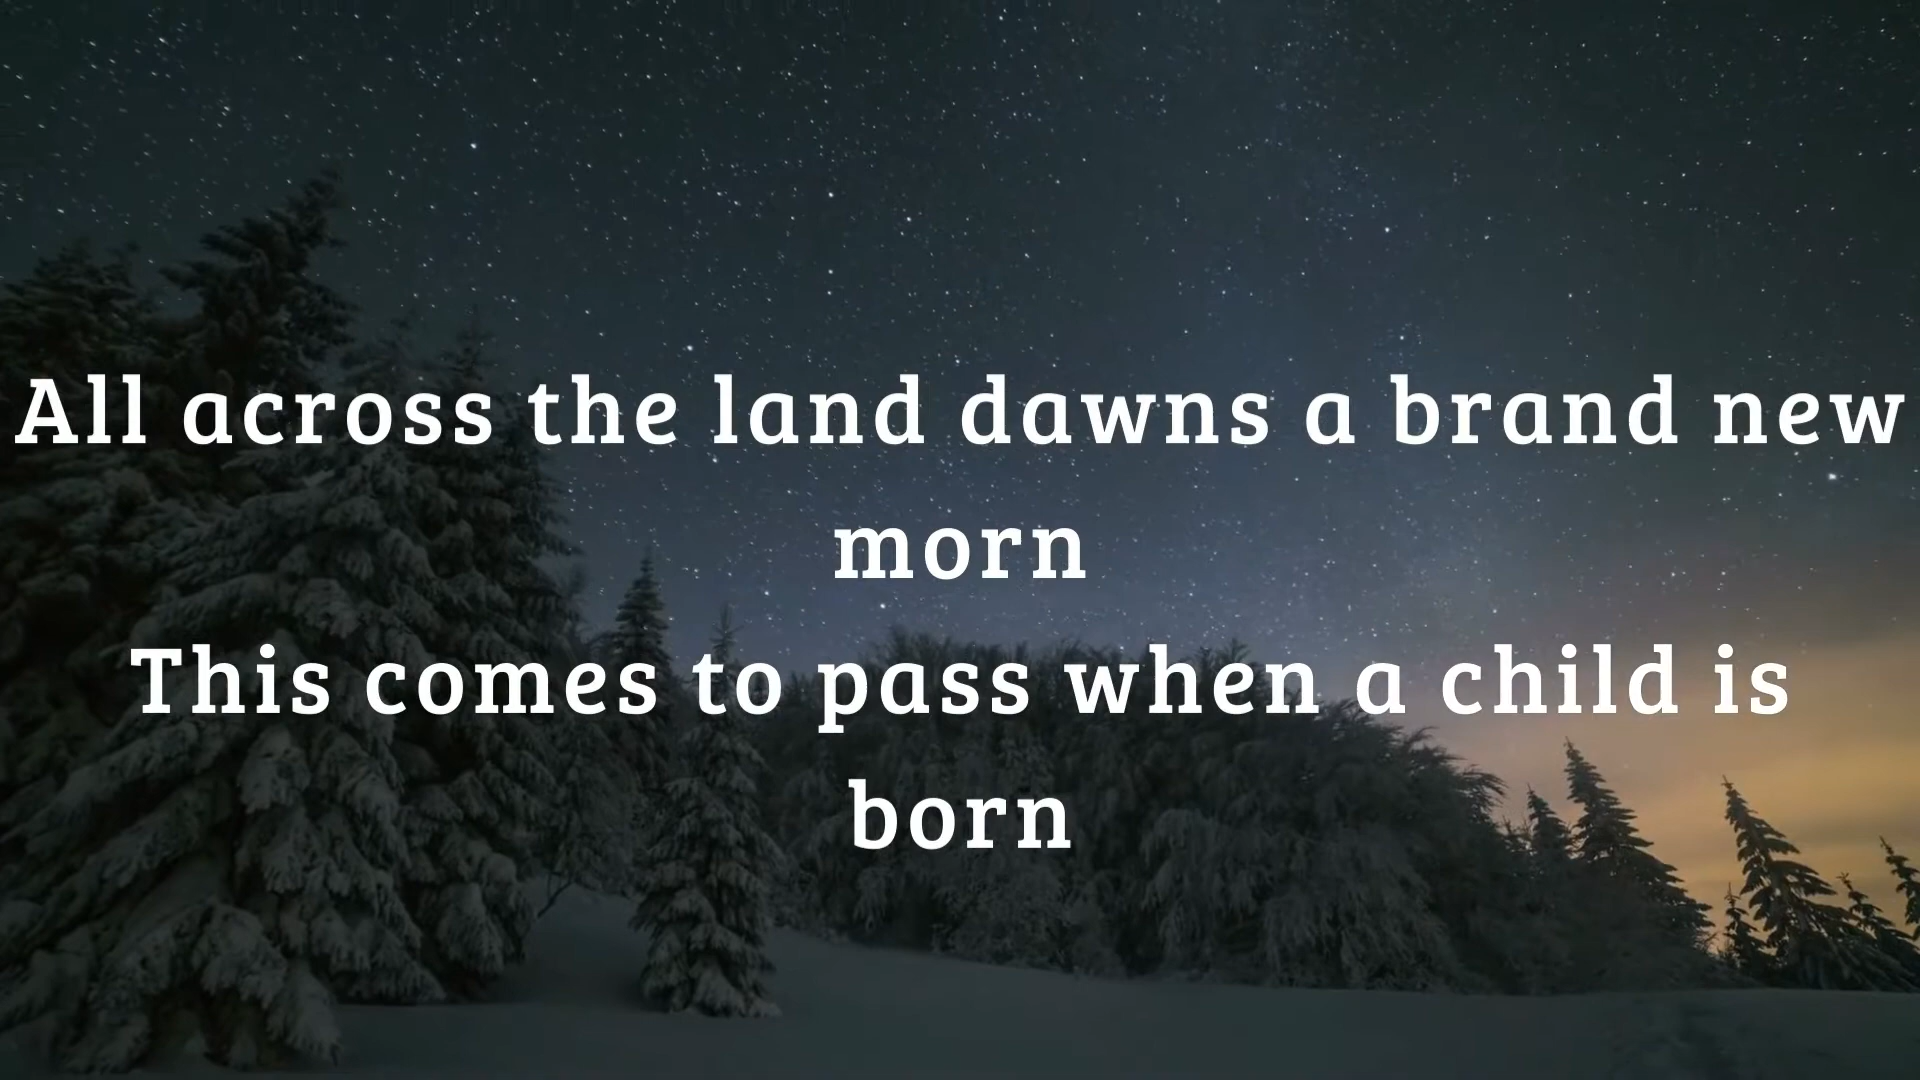 All across the land dawns a brand new
morn
This comes to pass when a child is
born